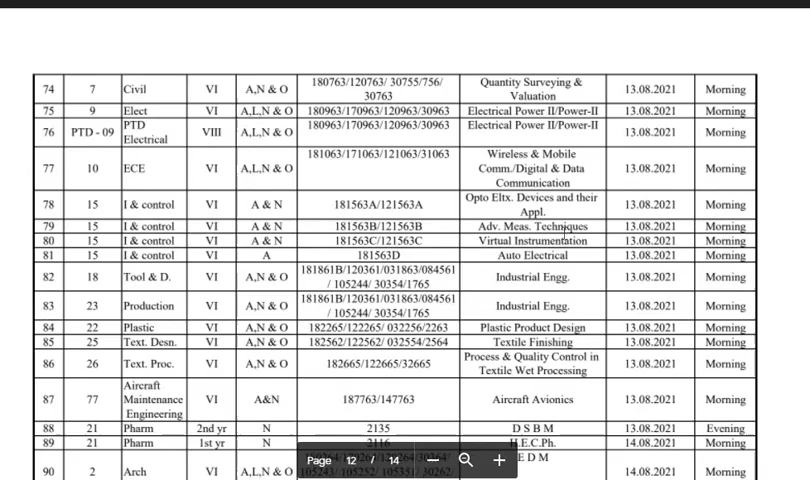 74 7 Civil VI A,N & O 180763/120763/ 30755/756/ 30763 Quantity Surveying & Valuation 13.08.2021 Morning
75 9 Elect VI A,L,N & O 180963/170963/120963/30963 Electrical Power II/Power-II 13.08.2021 Morning
76 PTD - 09 PTD Electrical VIII A,L,N & O 180963/170963/120963/30963 Electrical Power II/Power-II 13.08.2021 Morning
77 10 ECE VI A,L,N & O 181063/171063/121063/31063 Wireless & Mobile Comm./Digital & Data Communication 13.08.2021 Morning
78 15 I & control VI A & N 181563A/121563A Opto Eltx. Devices and their Appl. 13.08.2021 Morning
79 15 I & control VI A & N 181563B/121563B Adv. Meas. Techniques 13.08.2021 Morning
80 15 I & control VI A & N 181563C/121563C Virtual Instrumentation 13.08.2021 Morning
81 15 I & control VI A 181563D Auto Electrical 13.08.2021 Morning
82 18 Tool & D. VI A,N & O 181861B/120361/031863/084561 / 105244/ 30354/1765 Industrial Engg. 13.08.2021 Morning
83 23 Production VI A,N & O 181861B/120361/031863/084561 / 105244/ 30354/1765 Industrial Engg. 13.08.2021 Morning
84 22 Plastic VI A,N & O 182265/122265/ 032256/2263 Plastic Product Design 13.08.2021 Morning
85 25 Text. Desn. VI A,N & O 182562/122562/ 032554/2564 Textile Finishing 13.08.2021 Morning
86 26 Text. Proc. VI A,N & O 182665/122665/32665 Process & Quality Control in Textile Wet Processing 13.08.2021 Morning
87 77 Aircraft Maintenance Engineering VI A&N 187763/147763 Aircraft Avionics 13.08.2021 Morning
88 21 Pharm 2nd yr N 2135 D S B M 13.08.2021 Evening
89 21 Pharm 1st yr N 2116 H.E.C.Ph. 14.08.2021 Morning
90 2 Arch VI A,L,N & O E D M 14.08.2021 Morning
Page 12 / 14